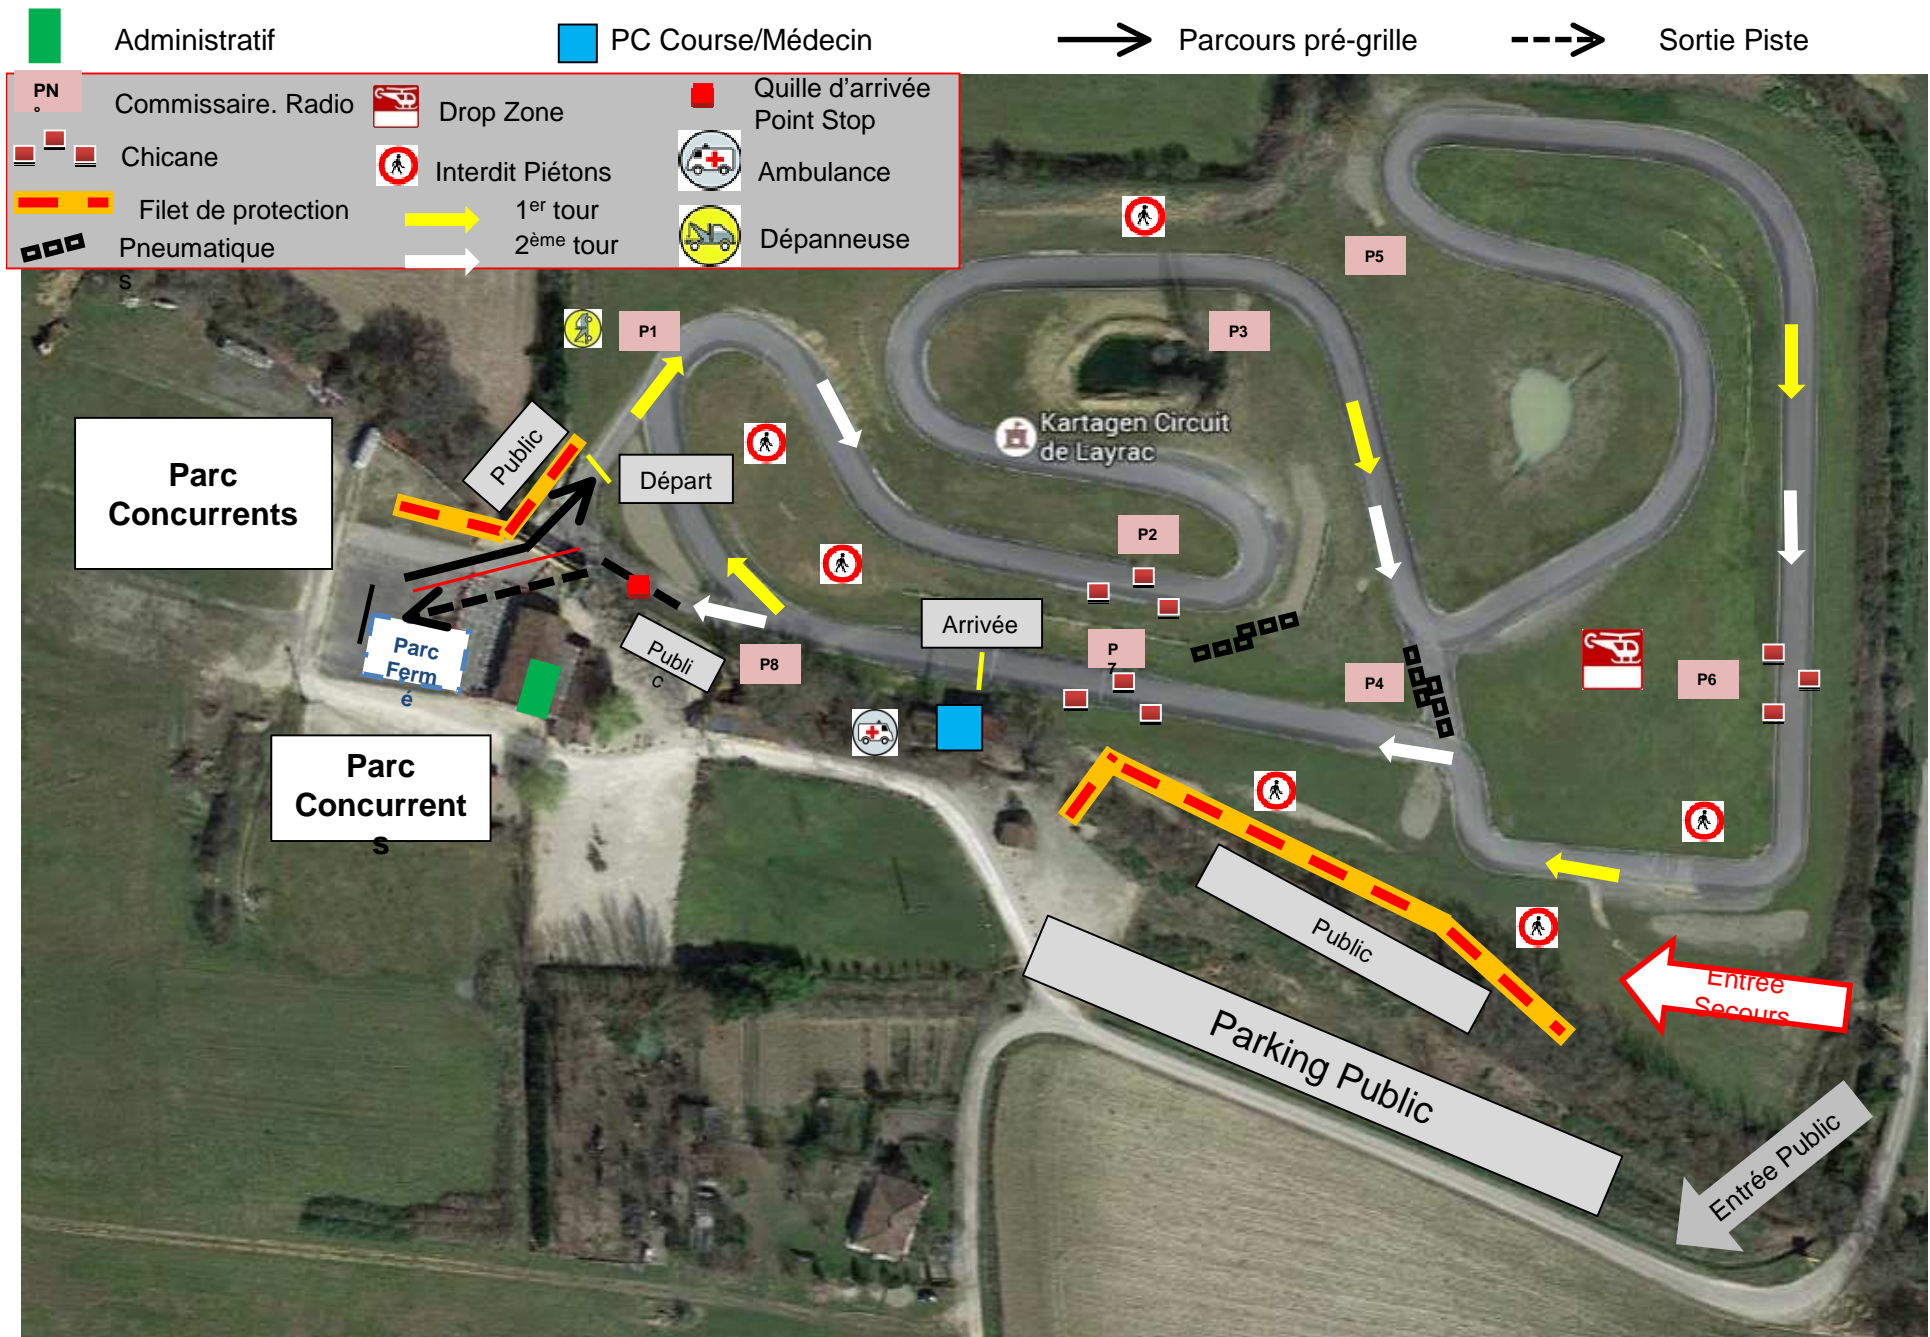 Administratif
PC Course/Médecin
Parcours pré-grille
Sortie Piste
PN
°
Commissaire. Radio
Drop Zone
Quille d'arrivée
Point Stop
Chicane
Interdit Piétons
Ambulance
Filet de protection
1er tour
Pneumatique
s
2ème tour
Dépanneuse
P5
P1
P3
Kartagen Circuit
de Layrac
Public
Départ
Parc
Concurrents
P2
Arrivée
P
7
Publi
c
P8
P4
P6
Parc
Ferm
é
Parc
Concurrent
s
Public
Entrée
Secours
Parking Public
Entrée Public